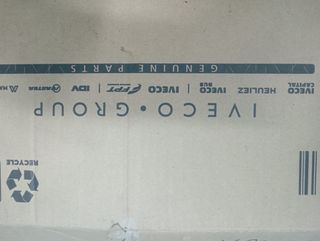 RECYCLE
IVECO • GROUP
IVECO CAPITAL HEULIEZ IVECO BUS | IVECO FPT | IDV ASTRA
GENUINE PARTS